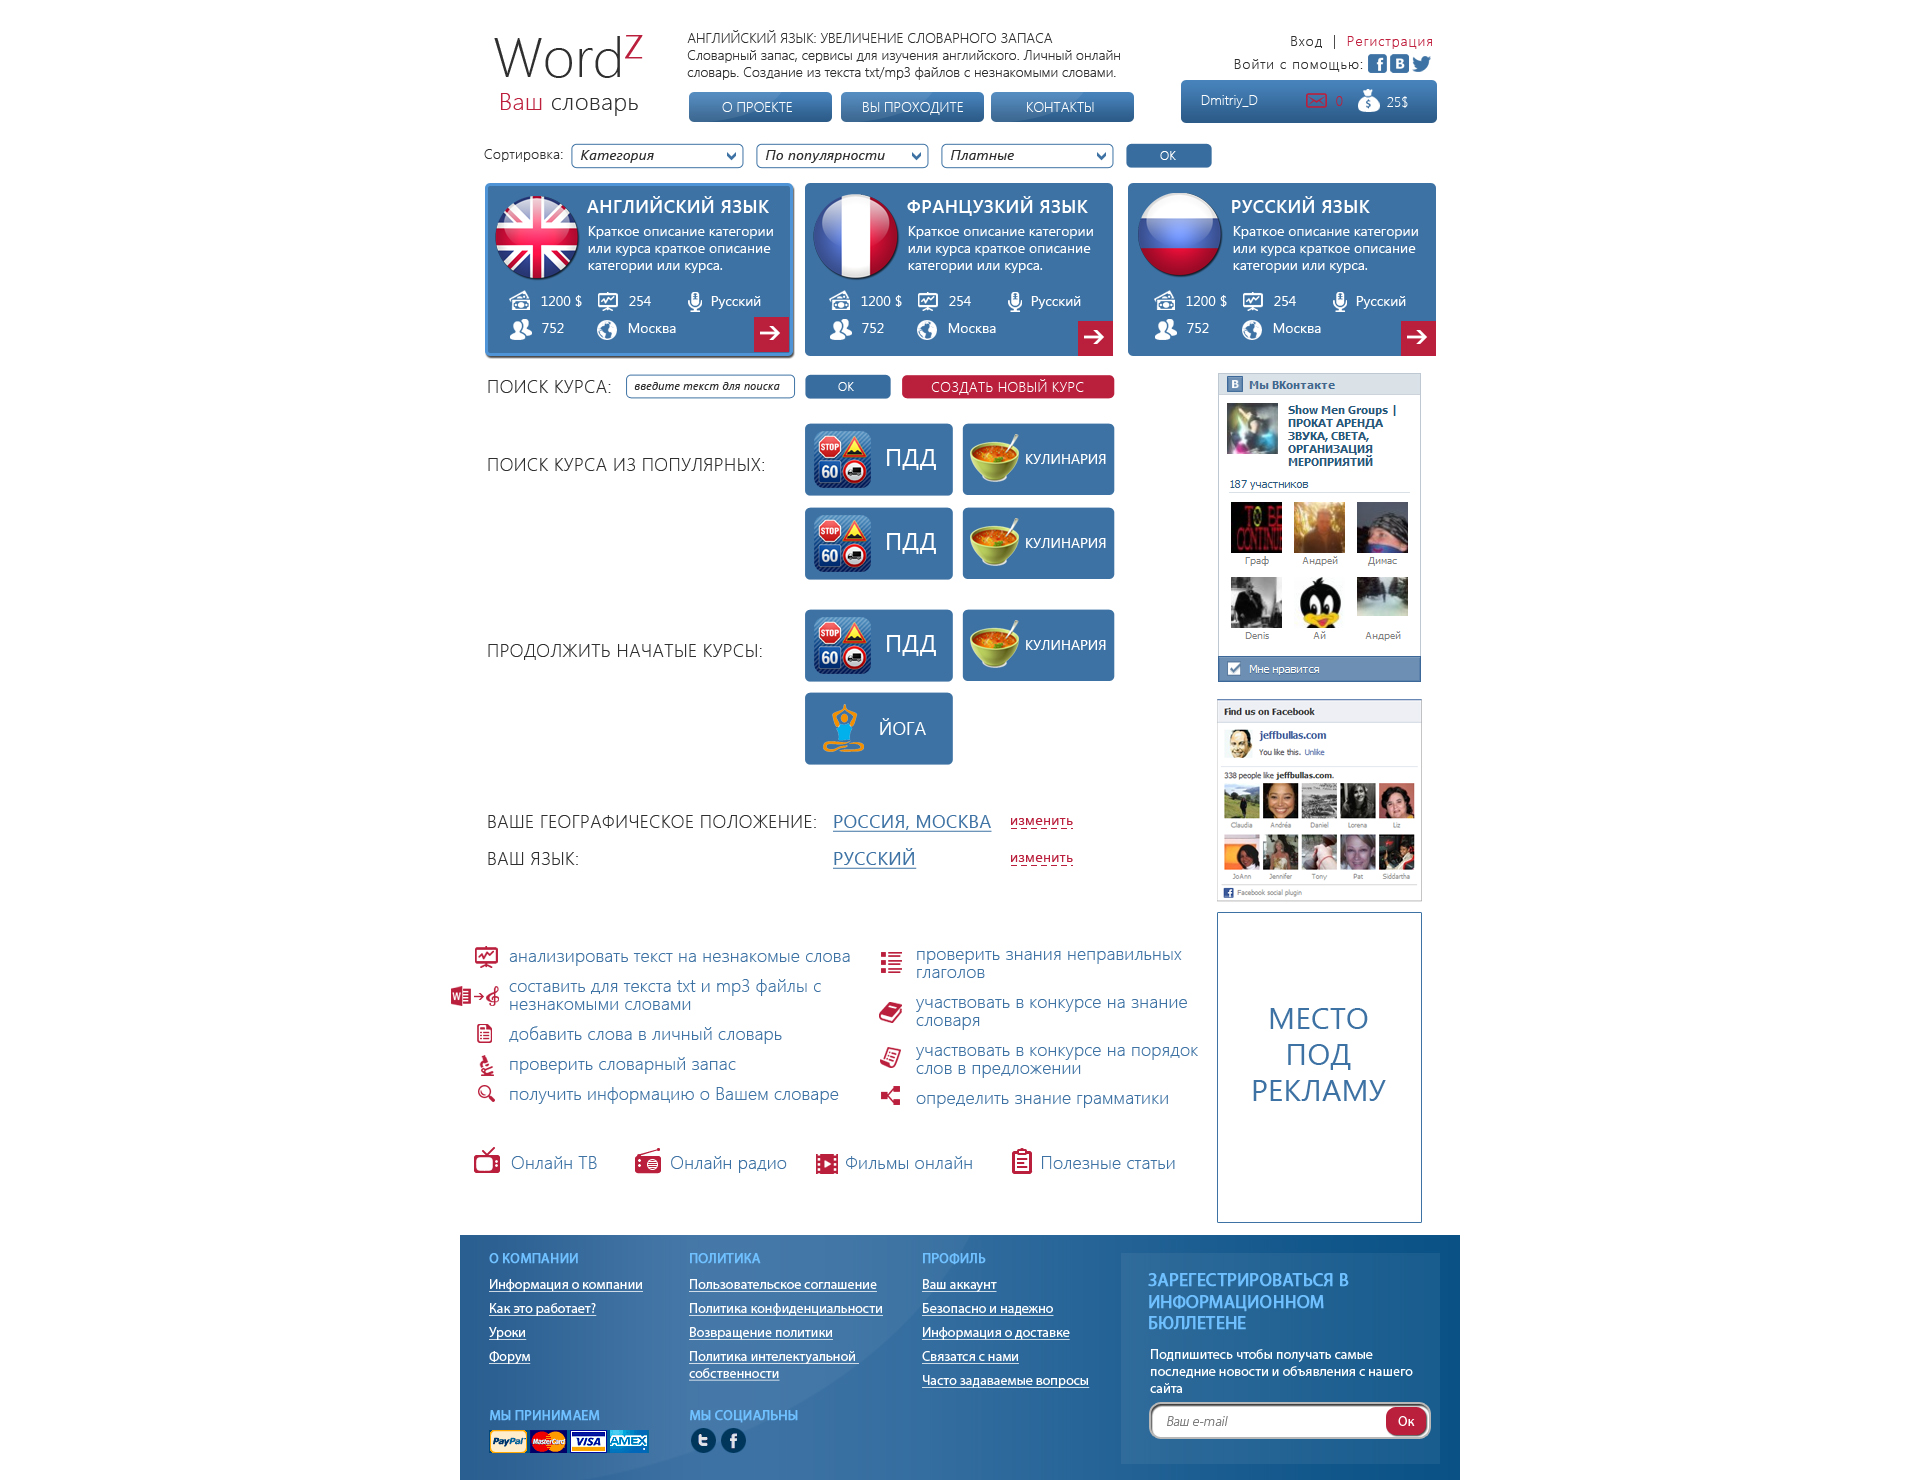 WordZ
Ваш словарь
АНГЛИЙСКИЙ ЯЗЫК: УВЕЛИЧЕНИЕ СЛОВАРНОГО ЗАПАСА
Словарный запас, сервисы для изучения английского. Личный онлайн
словарь. Создание из текста txt/mp3 файлов с незнакомыми словами.
О ПРОЕКТЕ
ВЫ ПРОХОДИТЕ
КОНТАКТЫ
Вход | Регистрация
Войти с помощью:
Dmitriy_D
0
25$
Сортировка:
Категория
По популярности
Платные
ОК
АНГЛИЙСКИЙ ЯЗЫК
Краткое описание категории
или курса краткое описание
категории или курса.
1200 $
254
Русский
752
Москва
ФРАНЦУЗКИЙ ЯЗЫК
Краткое описание категории
или курса краткое описание
категории или курса.
1200 $
254
Русский
752
Москва
РУССКИЙ ЯЗЫК
Краткое описание категории
или курса краткое описание
категории или курса.
1200 $
254
Русский
752
Москва
ПОИСК КУРСА:
введите текст для поиска
ОК
СОЗДАТЬ НОВЫЙ КУРС
ПОИСК КУРСА ИЗ ПОПУЛЯРНЫХ:
STOP
60
ПДД
КУЛИНАРИЯ
STOP
60
ПДД
КУЛИНАРИЯ
ПРОДОЛЖИТЬ НАЧАТЫЕ КУРСЫ:
STOP
60
ПДД
КУЛИНАРИЯ
ЙОГА
ВАШЕ ГЕОГРАФИЧЕСКОЕ ПОЛОЖЕНИЕ:
РОССИЯ, МОСКВА
изменить
ВАШ ЯЗЫК:
РУССКИЙ
изменить
В Мы ВКонтакте
Show Men Groups |
ПРОКАТ АРЕНДА
ЗВУКА, СВЕТА,
ОРГАНИЗАЦИЯ
МЕРОПРИЯТИЙ
187 участников
TO BE
CONTINUE
Граф
Андрей
Димас
Denis
Ай
Андрей
Мне нравится
Find us on Facebook
jeffbullas.com
You like this. Unlike
338 people like jeffbullas.com.
Claudia
Andréa
Daniel
Lorena
Liz
JoAnn
Jennifer
Tony
Pat
Siddartha
Facebook social plugin
МЕСТО
ПОД
РЕКЛАМУ
анализировать текст на незнакомые слова
составить для текста txt и mp3 файлы с
незнакомыми словами
добавить слова в личный словарь
проверить словарный запас
получить информацию о Вашем словаре
проверить знания неправильных
глаголов
участвовать в конкурсе на знание
словаря
участвовать в конкурсе на порядок
слов в предложении
определить знание грамматики
Онлайн ТВ
Онлайн радио
Фильмы онлайн
Полезные статьи
О КОМПАНИИ
Информация о компании
Как это работает?
Уроки
Форум
ПОЛИТИКА
Пользовательское соглашение
Политика конфиденциальности
Возвращение политики
Политика интелектуальной
собственности
ПРОФИЛЬ
Ваш аккаунт
Безопасно и надежно
Информация о доставке
Связатся с нами
Часто задаваемые вопросы
ЗАРЕГЕСТРИРОВАТЬСЯ В
ИНФОРМАЦИОННОМ
БЮЛЛЕТЕНЕ
Подпишитесь чтобы получать самые
последние новости и объявления с нашего
сайта
Ваш e-mail
Ок
МЫ ПРИНИМАЕМ
PayPal
MasterCard
VISA
AMEX
МЫ СОЦИАЛЬНЫ